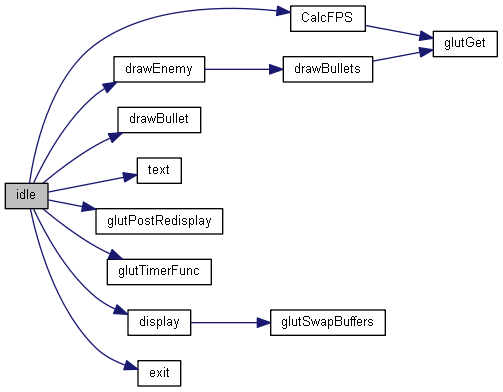 CalcFPS
glutGet
drawEnemy
drawBullets
drawBullet
text
idle
glutPostRedisplay
glutTimerFunc
display
glutSwapBuffers
exit